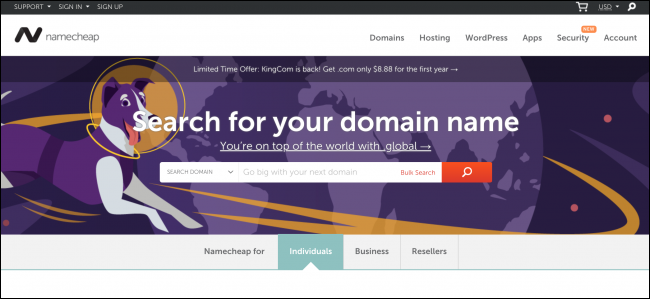 SUPPORT SIGN IN SIGN UP USD
namecheap
Domains Hosting WordPress Apps Security NEW Account
Limited Time Offer: KingCom is back! Get .com only $8.88 for the first year →
Search for your domain name
You're on top of the world with .global →
SEARCH DOMAIN Go big with your next domain Bulk Search
Namecheap for Individuals Business Resellers